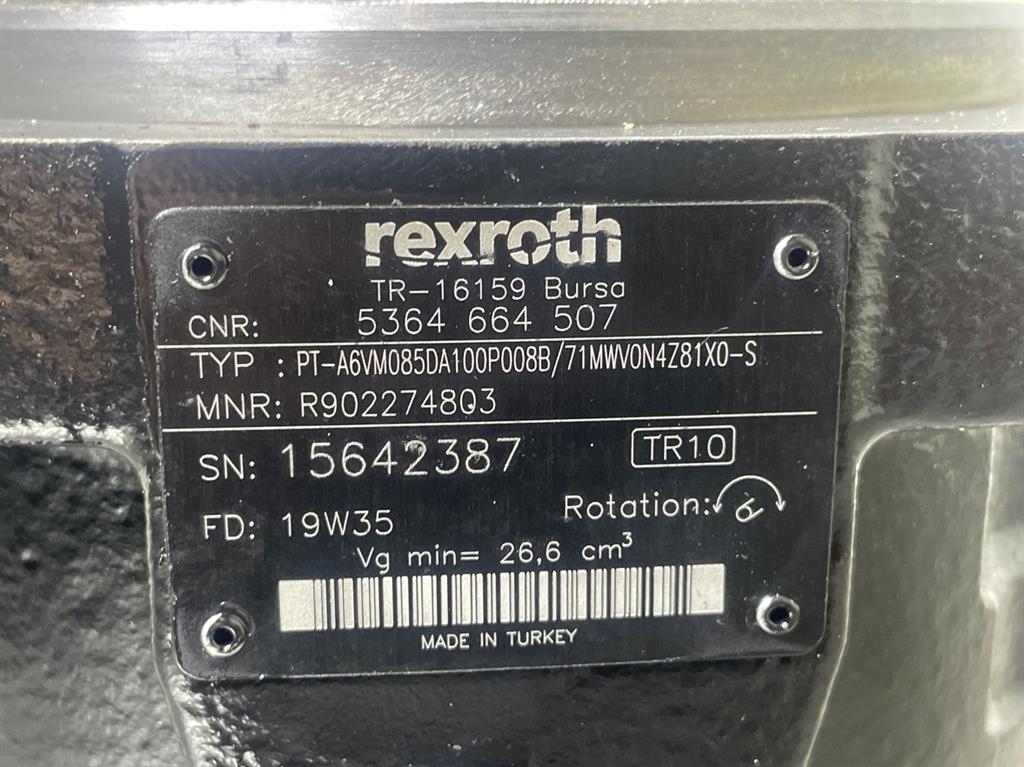 rexroth
TR-16159 Bursa
CNR: 5364 664 507
TYP : PT-A6VM085DA100P008B/71MWV0N4Z81X0-S
MNR: R902274803
SN: 15642387 TR10
FD: 19W35 Rotation:
Vg min= 26,6 cm³
MADE IN TURKEY